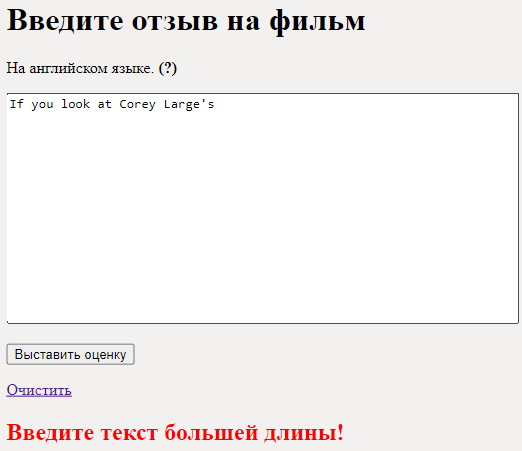 Введите отзыв на фильм
На английском языке. (?)
If you look at Corey Large's
Выставить оценку
Очистить
Введите текст большей длины!